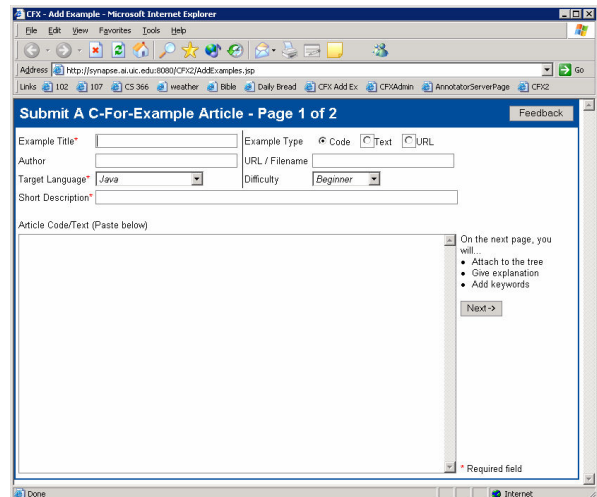 CFX - Add Example - Microsoft Internet Explorer
File Edit View Favorites Tools Help
Address http://synapse.ai.uic.edu:8080/CFX2/AddExamples.jsp Go
Links 102 107 CS 366 weather Bible Daily Bread CFX Add Ex CFXAdmin AnnotatorServerPage CFX2
Submit A C-For-Example Article - Page 1 of 2 Feedback
Example Title* Example Type Code Text URL
Author URL / Filename
Target Language* Java Difficulty Beginner
Short Description*
Article Code/Text (Paste below)
On the next page, you
will...
• Attach to the tree
• Give explanation
• Add keywords
Next->
* Required field
Done Internet